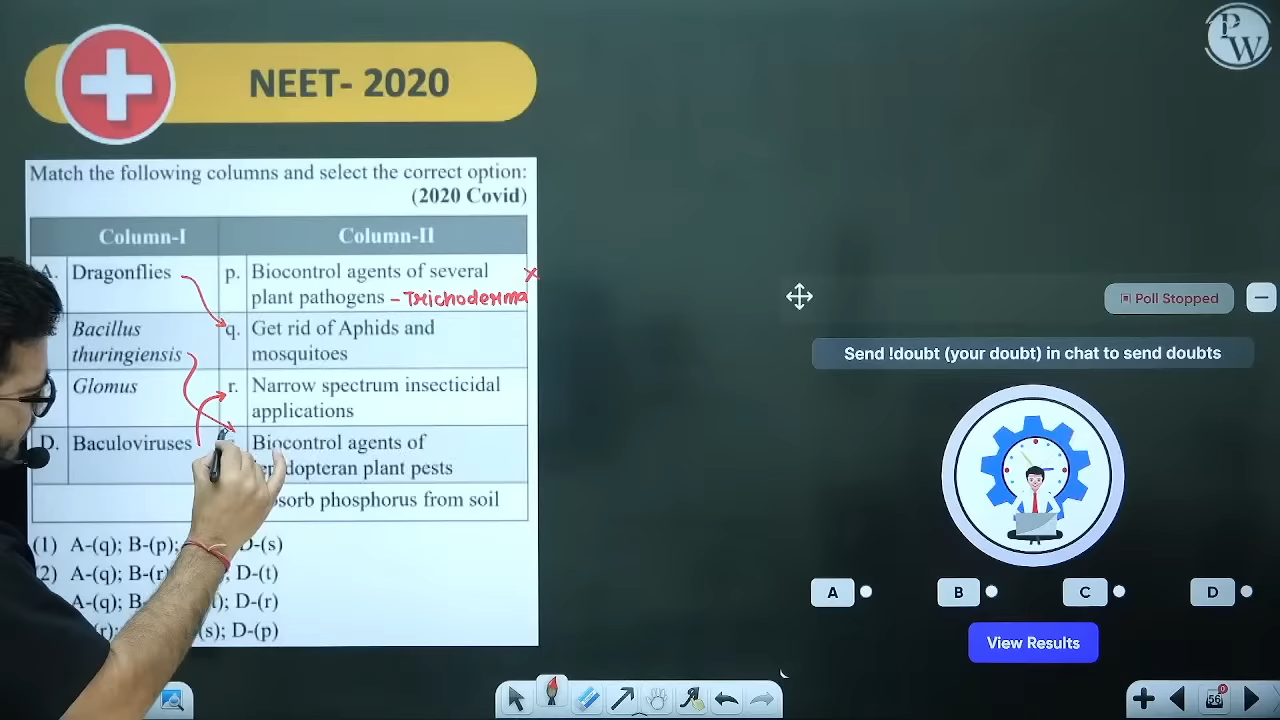 PW
NEET- 2020
Match the following columns and select the correct option:
(2020 Covid)
Column-I Column-II
A. Dragonflies p. Biocontrol agents of several
plant pathogens - Trichoderma
Bacillus q. Get rid of Aphids and
thuringiensis mosquitoes
Glomus r. Narrow spectrum insecticidal
applications
D. Baculoviruses Biocontrol agents of
plant pests
phosphorus from soil
(1) A-(q); B-(p); D-(s)
2) A-(q); B-(r) ; D-(t)
A-(q); D-(r)
(s); D-(p)
Poll Stopped
Send !doubt (your doubt) in chat to send doubts
A B C D
View Results